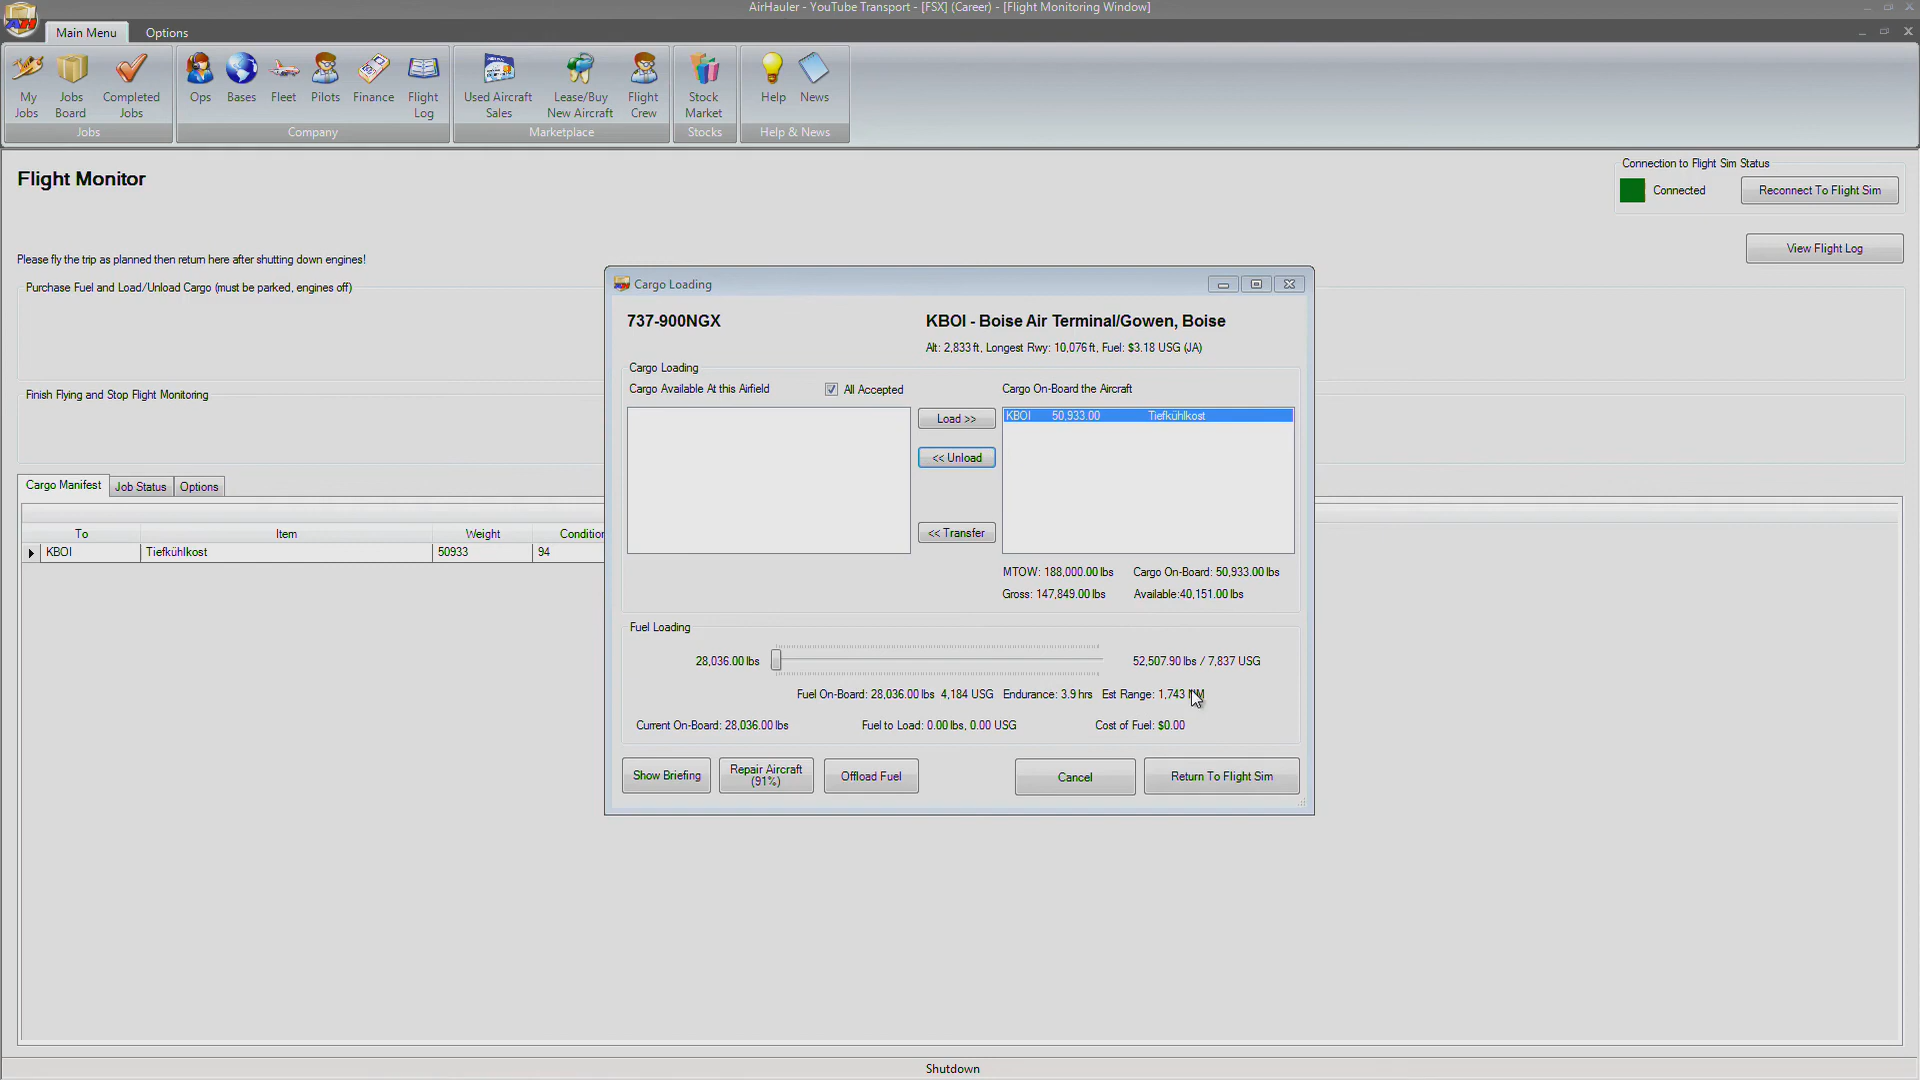 AirHauler - YouTube Transport - [FSX] (Career) - [Flight Monitoring Window]
Main Menu
Options
My Jobs
Jobs Board
Completed Jobs
Ops
Bases
Fleet
Pilots
Finance
Flight Log
Used Aircraft Sales
Lease/Buy New Aircraft
Flight Crew
Stock Market
Help
News
Jobs
Company
Marketplace
Stocks
Help & News
Flight Monitor
Connection to Flight Sim Status
Connected
Reconnect To Flight Sim
View Flight Log
Please fly the trip as planned then return here after shutting down engines!
Purchase Fuel and Load/Unload Cargo (must be parked, engines off)
Finish Flying and Stop Flight Monitoring
Cargo Manifest
Job Status
Options
To Item Weight Condition
KBOI Tiefkühlkost 50933 94
Cargo Loading
737-900NGX
KBOI - Boise Air Terminal/Gowen, Boise
Alt: 2,833 ft, Longest Rwy: 10,076 ft, Fuel: $3.18 USG (JA)
Cargo Loading
Cargo Available At this Airfield
All Accepted
Cargo On-Board the Aircraft
Load >>
<< Unload
<< Transfer
KBOI 50,933.00 Tiefkühlkost
MTOW: 188,000.00 lbs Cargo On-Board: 50,933.00 lbs
Gross: 147,849.00 lbs Available:40,151.00 lbs
Fuel Loading
28,036.00 lbs
52,507.90 lbs / 7,837 USG
Fuel On-Board: 28,036.00 lbs 4,184 USG Endurance: 3.9 hrs Est Range: 1,743 NM
Current On-Board: 28,036.00 lbs Fuel to Load: 0.00 lbs, 0.00 USG Cost of Fuel: $0.00
Show Briefing
Repair Aircraft
(91%)
Offload Fuel
Cancel
Return To Flight Sim
Shutdown